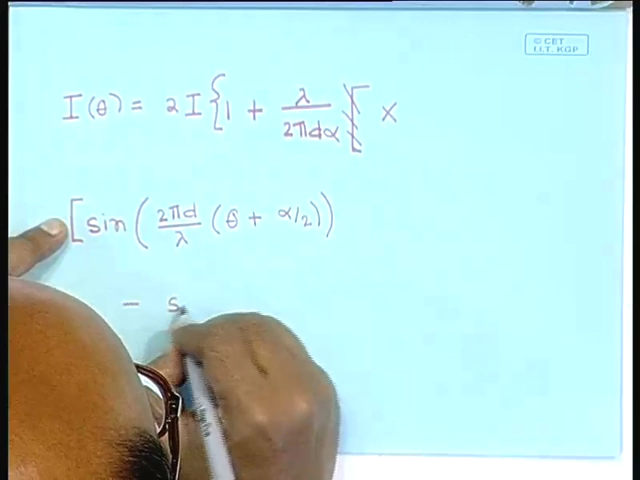 © CET
I.I.T. KGP
I(θ) = 2I{1 + λ/2πdα ×
[sin(2πd/λ (θ + α/2))
- s